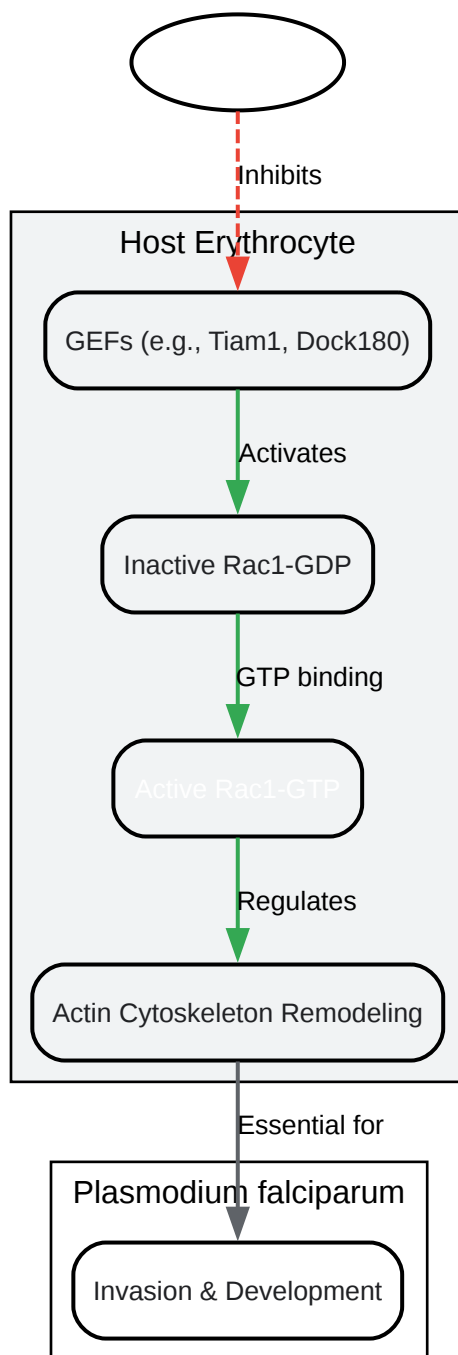 Inhibits
Host Erythrocyte
GEFs (e.g., Tiam1, Dock180)
Activates
Inactive Rac1-GDP
GTP binding
Active Rac1-GTP
Regulates
Actin Cytoskeleton Remodeling
Essential for
Plasmodium falciparum
Invasion & Development